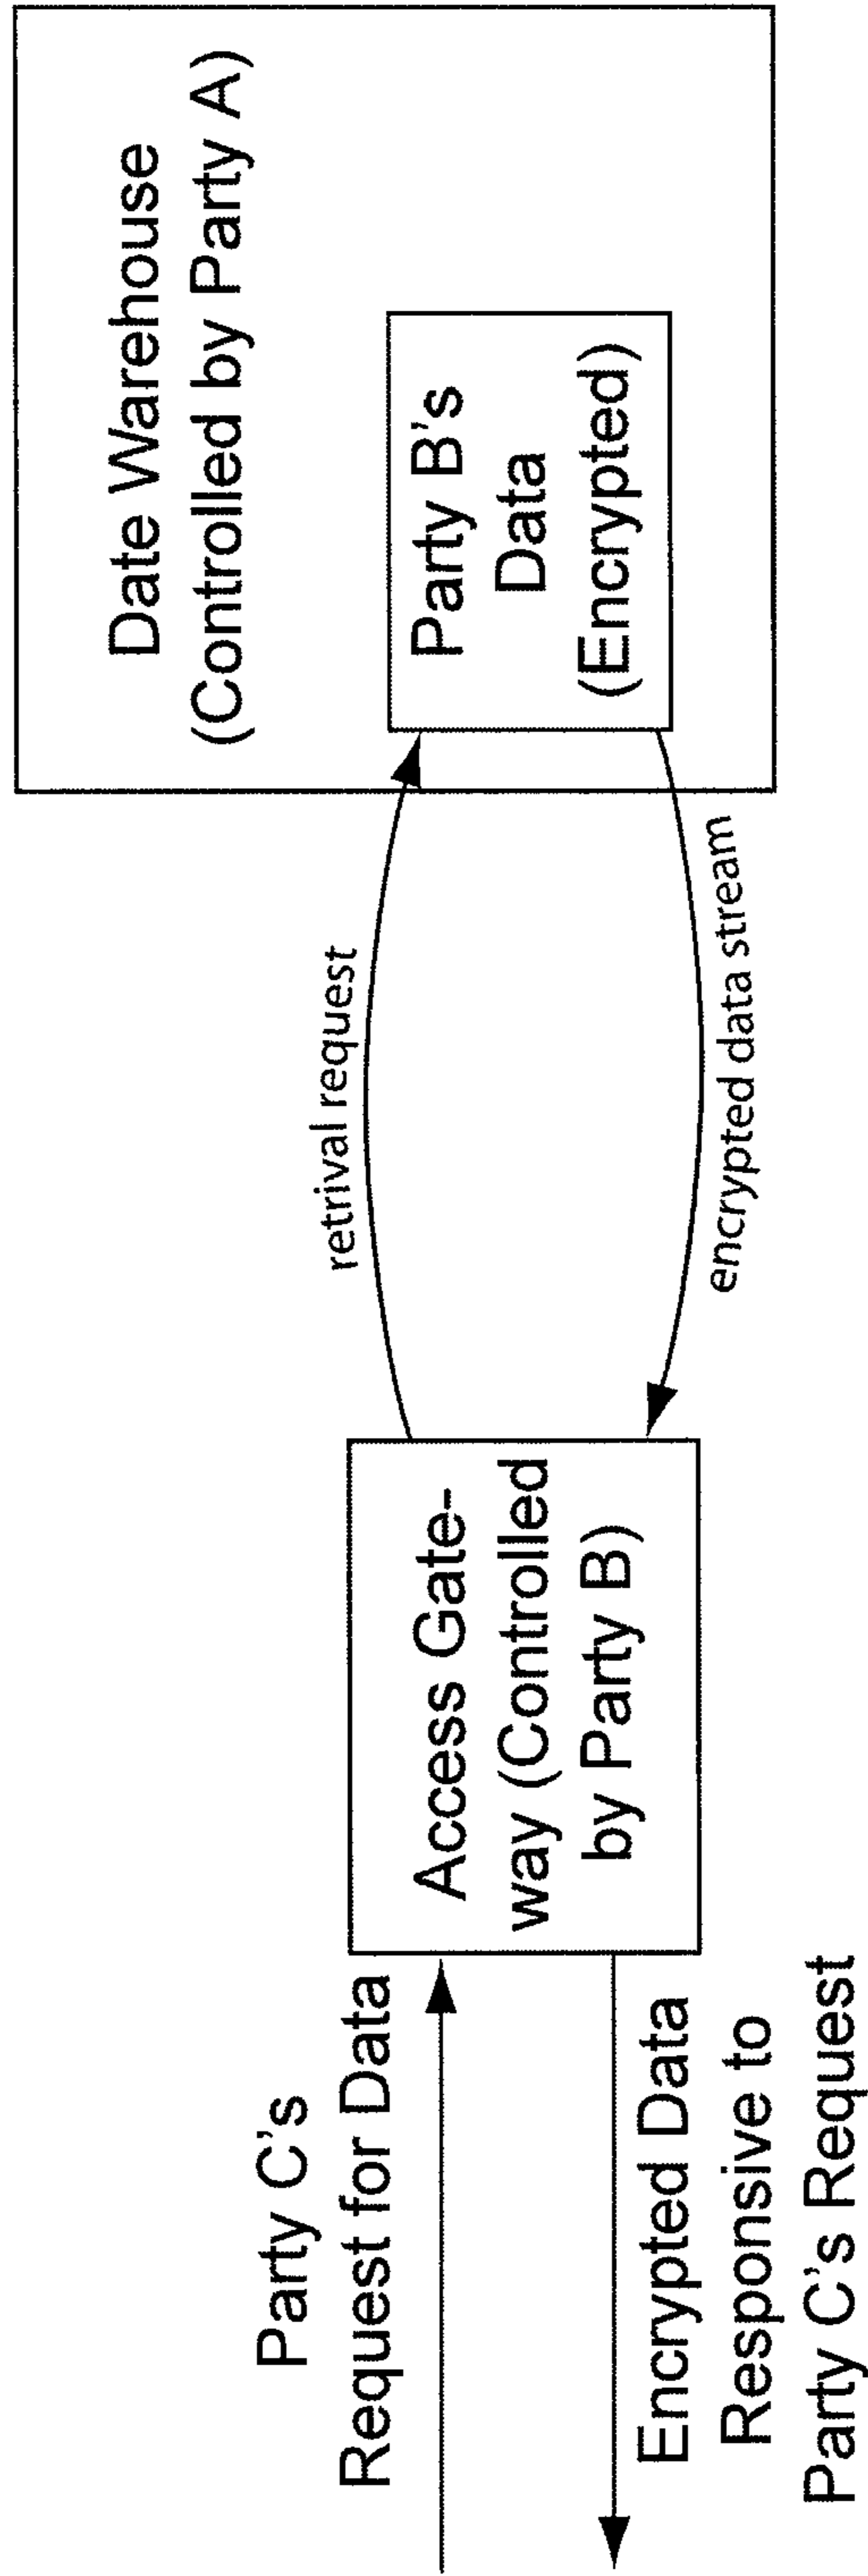 Party C's
Request for Data
Encrypted Data
Responsive to
Party C's Request
Access Gate-
way (Controlled
by Party B)
retrival request
encrypted data stream
Date Warehouse
(Controlled by Party A)
Party B's
Data
(Encrypted)